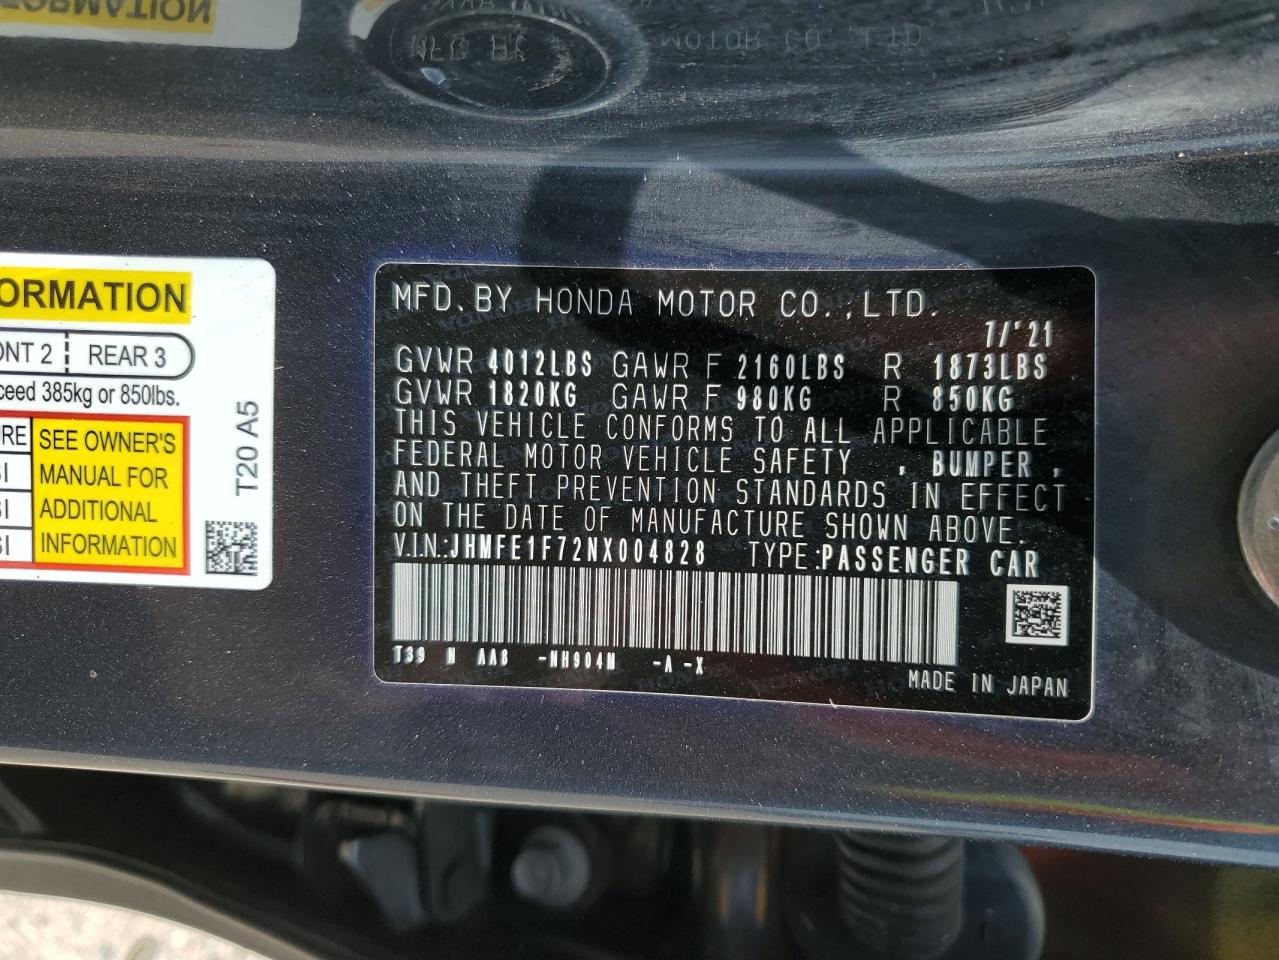 ORMATION
ONT 2 REAR 3
ceed 385kg or 850lbs.
SEE OWNER'S
MANUAL FOR
ADDITIONAL
INFORMATION
T20 A5
MFD. BY HONDA MOTOR CO., LTD.
7/'21
GVWR 4012LBS GAWR F 2160LBS R 1873LBS
GVWR 1820KG GAWR F 980KG R 850KG
THIS VEHICLE CONFORMS TO ALL APPLICABLE
FEDERAL MOTOR VEHICLE SAFETY , BUMPER ,
AND THEFT PREVENTION STANDARDS IN EFFECT
ON THE DATE OF MANUFACTURE SHOWN ABOVE.
V.I.N.: JHMFE1F72NX004828 TYPE: PASSENGER CAR
T39 N AA8 -NH904M -A -X
MADE IN JAPAN